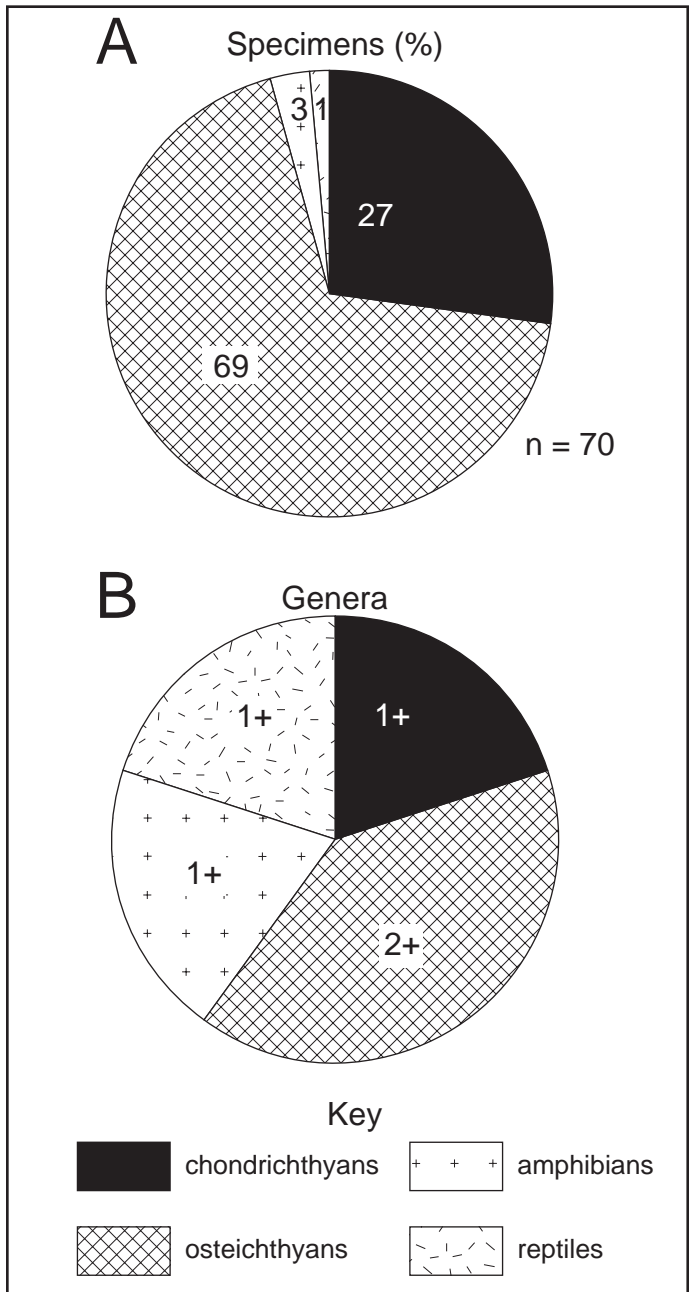 A
Specimens (%)
3 1
27
69
n = 70
B
Genera
1+ 1+
1+
2+
Key
chondrichthyans amphibians
osteichthyans reptiles